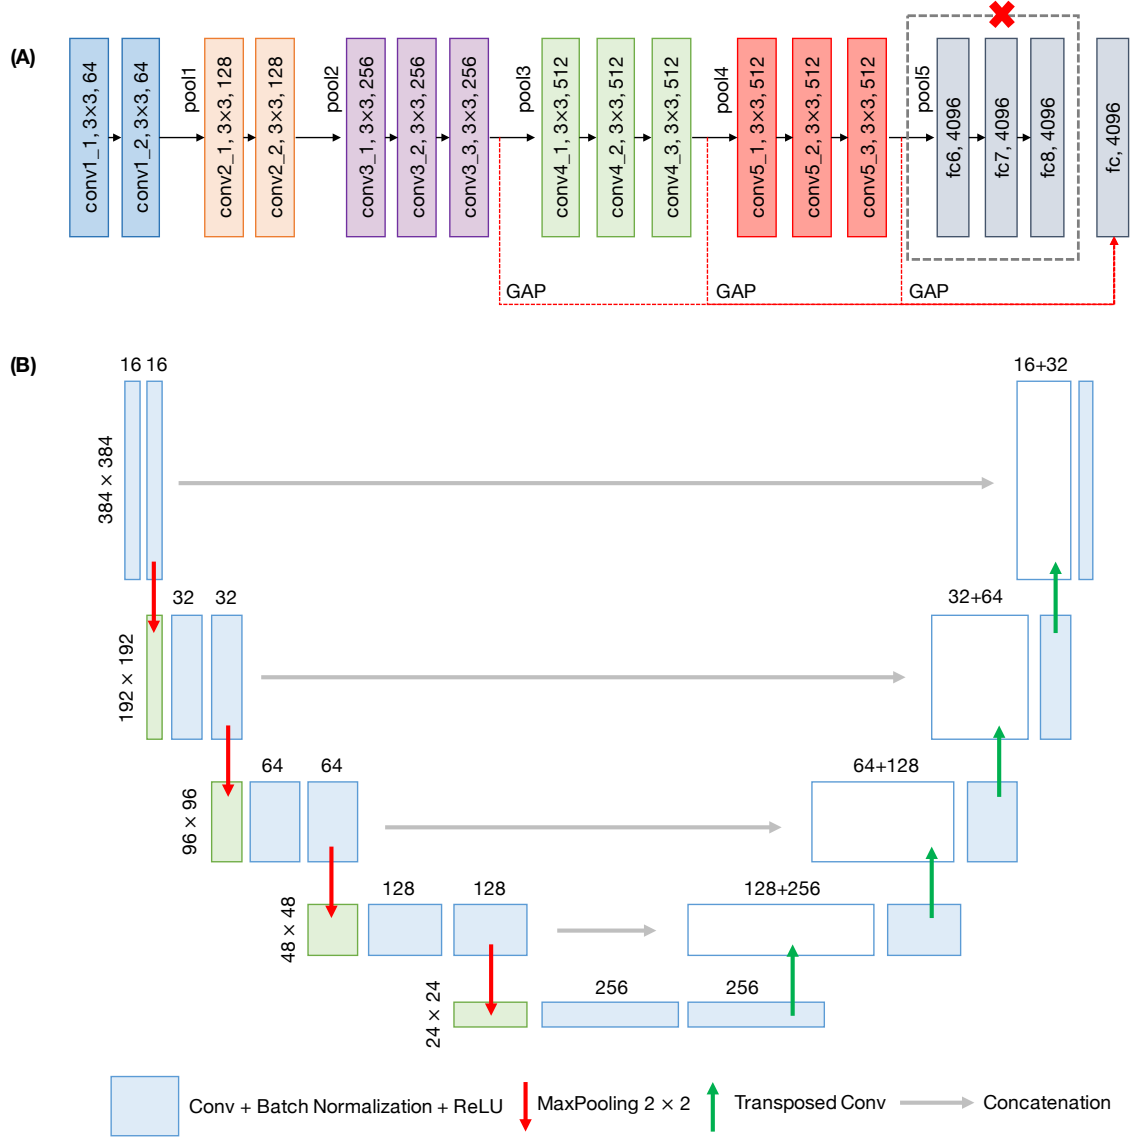 (A)
conv1_1, 3×3, 64
conv1_2, 3×3, 64
pool1
conv2_1, 3×3, 128
conv2_2, 3×3, 128
pool2
conv3_1, 3×3, 256
conv3_2, 3×3, 256
conv3_3, 3×3, 256
pool3
conv4_1, 3×3, 512
conv4_2, 3×3, 512
conv4_3, 3×3, 512
pool4
conv5_1, 3×3, 512
conv5_2, 3×3, 512
conv5_3, 3×3, 512
pool5
fc6, 4096
fc7, 4096
fc8, 4096
fc, 4096
GAP
GAP
GAP
(B)
16 16
16+32
384 × 384
32 32
32+64
192 × 192
64 64
64+128
96 × 96
128 128
128+256
48 × 48
256 256
24 × 24
Conv + Batch Normalization + ReLU
MaxPooling 2 × 2
Transposed Conv
Concatenation